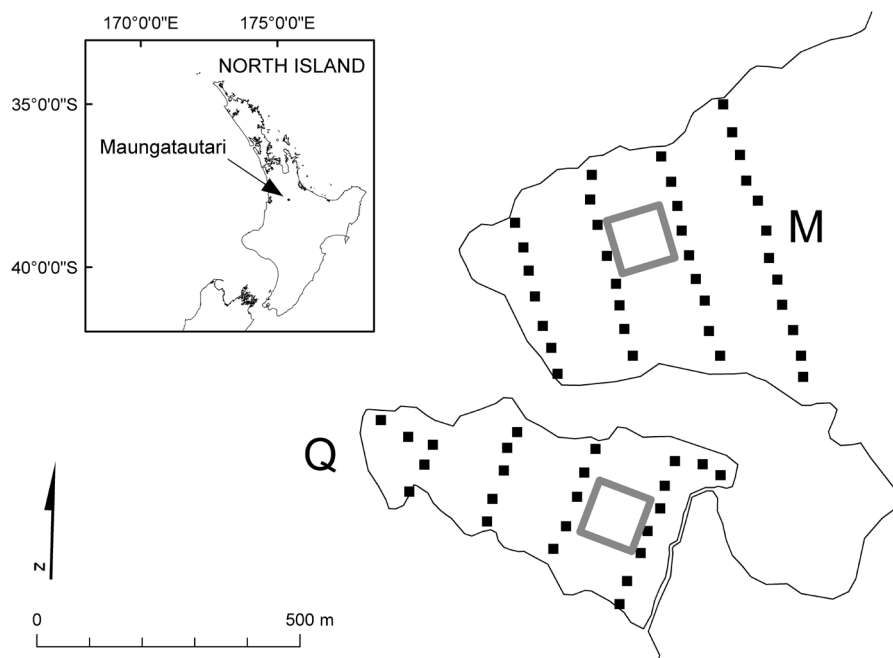 170°0'0"E 175°0'0"E
NORTH ISLAND
35°0'0"S
Maungatautari
40°0'0"S
M
Q
N
0 500 m